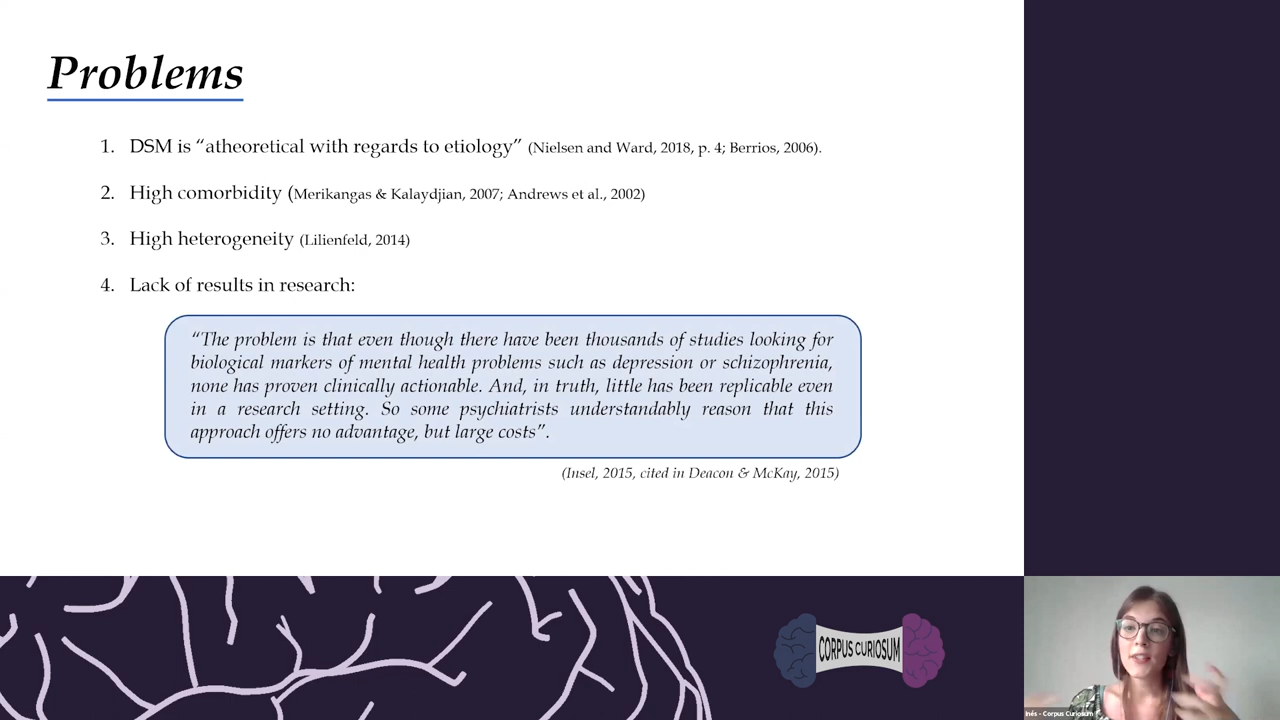 Problems
1. DSM is “atheoretical with regards to etiology” (Nielsen and Ward, 2018, p. 4; Berrios, 2006).
2. High comorbidity (Merikangas & Kalaydjian, 2007; Andrews et al., 2002)
3. High heterogeneity (Lilienfeld, 2014)
4. Lack of results in research:
“The problem is that even though there have been thousands of studies looking for
biological markers of mental health problems such as depression or schizophrenia,
none has proven clinically actionable. And, in truth, little has been replicable even
in a research setting. So some psychiatrists understandably reason that this
approach offers no advantage, but large costs”.
(Insel, 2015, cited in Deacon & McKay, 2015)
CORPUS CURIOSUM
Inés - Corpus Curiosum